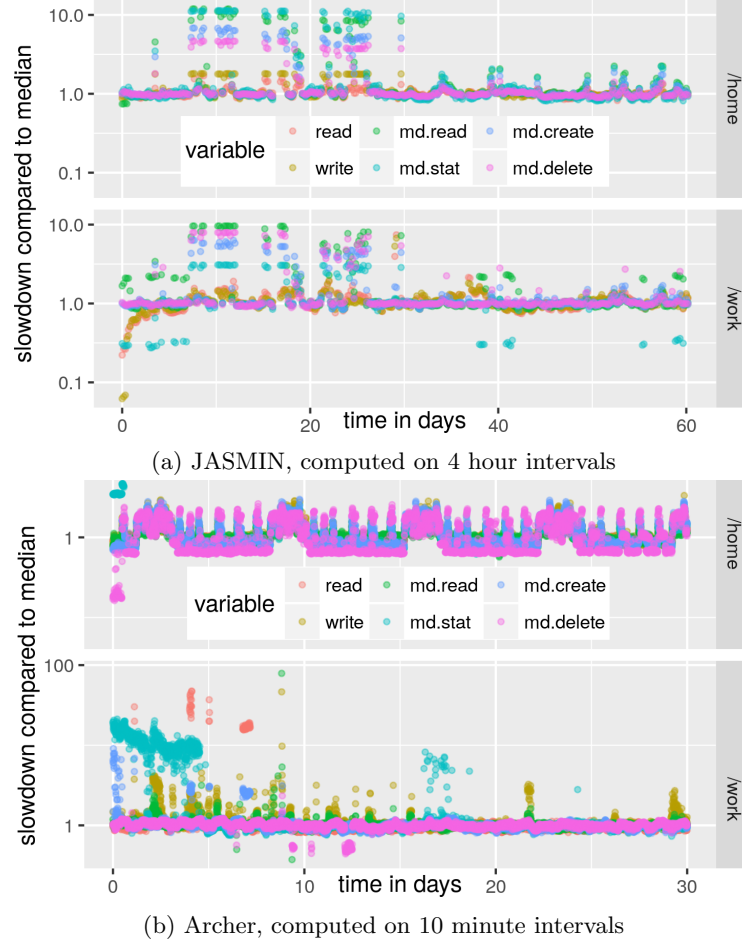 10.0
1.0
0.1
slowdown compared to median
/home
variable
read
md.read
md.create
write
md.stat
md.delete
10.0
1.0
0.1
/work
0
20
40
60
time in days
(a) JASMIN, computed on 4 hour intervals
1
slowdown compared to median
/home
variable
read
md.read
md.create
write
md.stat
md.delete
100
1
/work
0
10
20
30
time in days
(b) Archer, computed on 10 minute intervals